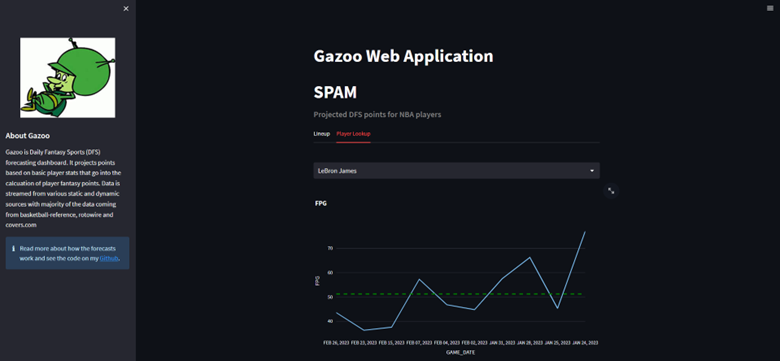 About Gazoo
Gazoo is Daily Fantasy Sports (DFS)
forecasting dashboard. It projects points
based on basic player stats that go into the
calcuation of player fantasy points. Data is
streamed from various static and dynamic
sources with majority of the data coming
from basketball-reference, rotowire and
covers.com
Read more about how the forecasts
work and see the code on my Github.
Gazoo Web Application
SPAM
Projected DFS points for NBA players
Lineup Player Lookup
LeBron James
FPG
70
60
50
40
FPG
FEB 26, 2023 FEB 23, 2023 FEB 15, 2023 FEB 07, 2023 FEB 04, 2023 FEB 02, 2023 JAN 31, 2023 JAN 28, 2023 JAN 25, 2023 JAN 24, 2023
GAME_DATE